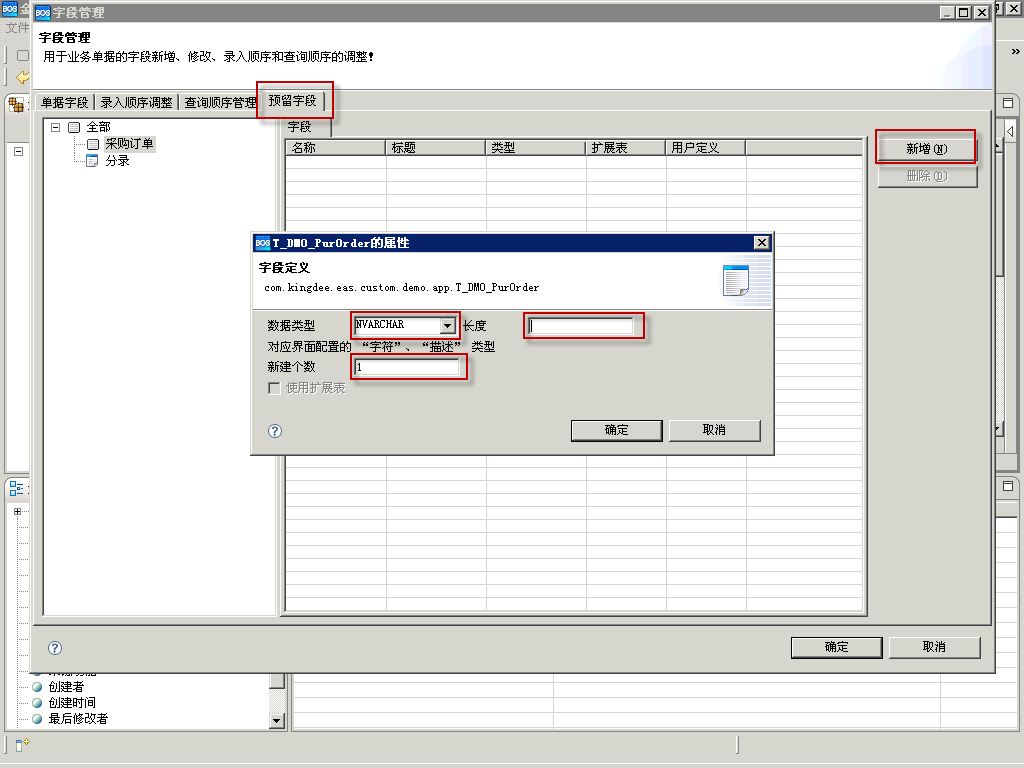 BOS 金
BOS 字段管理
文件
字段管理
用于业务单据的字段新增、修改、录入顺序和查询顺序的调整!
»
单据字段 录入顺序调整 查询顺序管理 预留字段
全部
采购订单
分录
字段
名称 标题 类型 扩展表 用户定义
新增(N)
删除(D)
BOS T_DMO_PurOrder的属性
字段定义
com.kingdee.eas.custom.demo.app.T_DMO_PurOrder
数据类型 NVARCHAR 长度
对应界面配置的 “字符”、“描述” 类型
新建个数 1
使用扩展表
? 确定 取消
? 确定 取消
创建者
创建时间
最后修改者